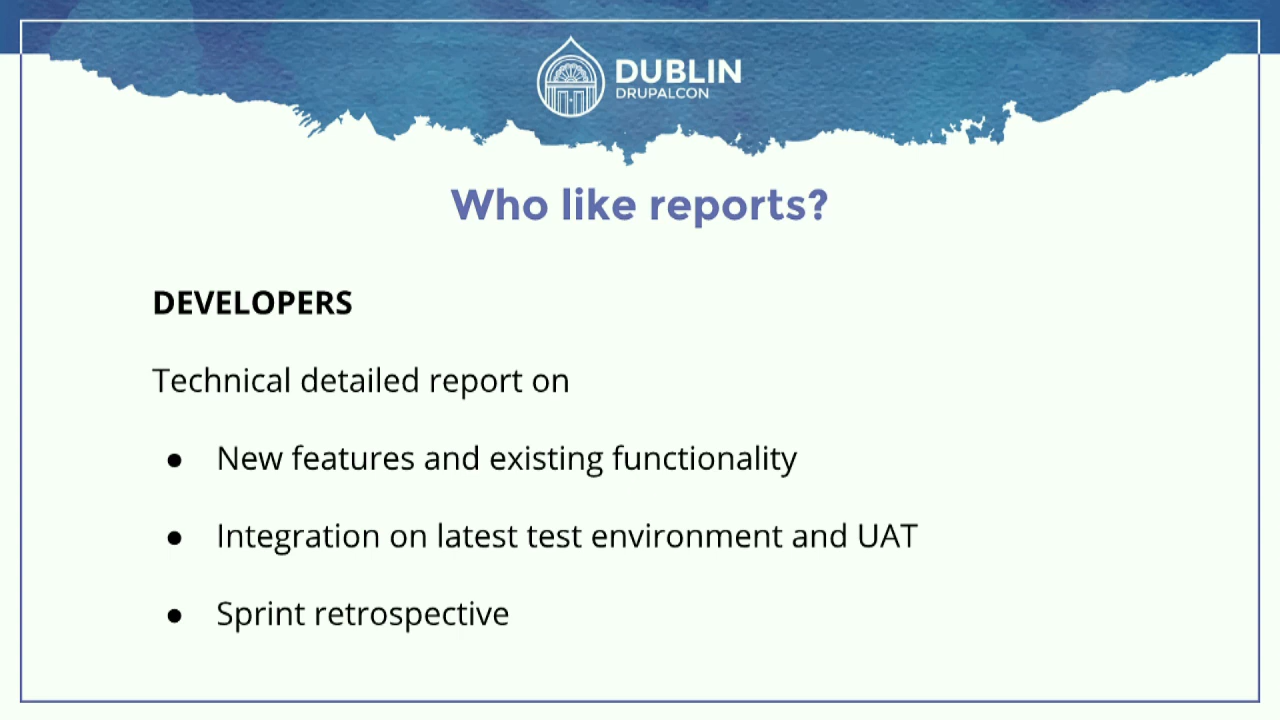 DUBLIN
DRUPALCON
Who like reports?
DEVELOPERS
Technical detailed report on
● New features and existing functionality
● Integration on latest test environment and UAT
● Sprint retrospective